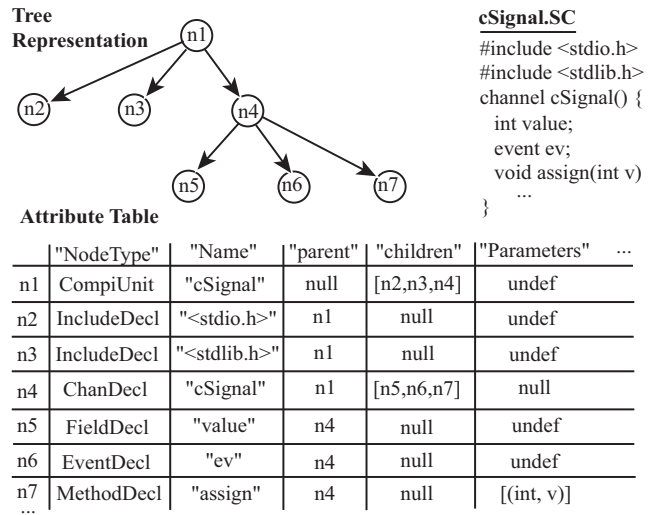 Tree
Representation
n1
n2
n3
n4
n5
n6
n7
cSignal.SC
#include <stdio.h>
#include <stdlib.h>
channel cSignal() {
int value;
event ev;
void assign(int v)
...
}
Attribute Table
"NodeType" "Name" "parent" "children" "Parameters" ...
n1 CompiUnit "cSignal" null [n2,n3,n4] undef
n2 IncludeDecl "<stdio.h>" n1 null undef
n3 IncludeDecl "<stdlib.h>" n1 null undef
n4 ChanDecl "cSignal" n1 [n5,n6,n7] null
n5 FieldDecl "value" n4 null undef
n6 EventDecl "ev" n4 null undef
n7 MethodDecl "assign" n4 null [(int, v)]
...